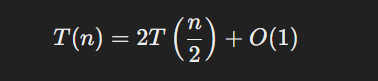 T(n) = 2T(n/2) + O(1)